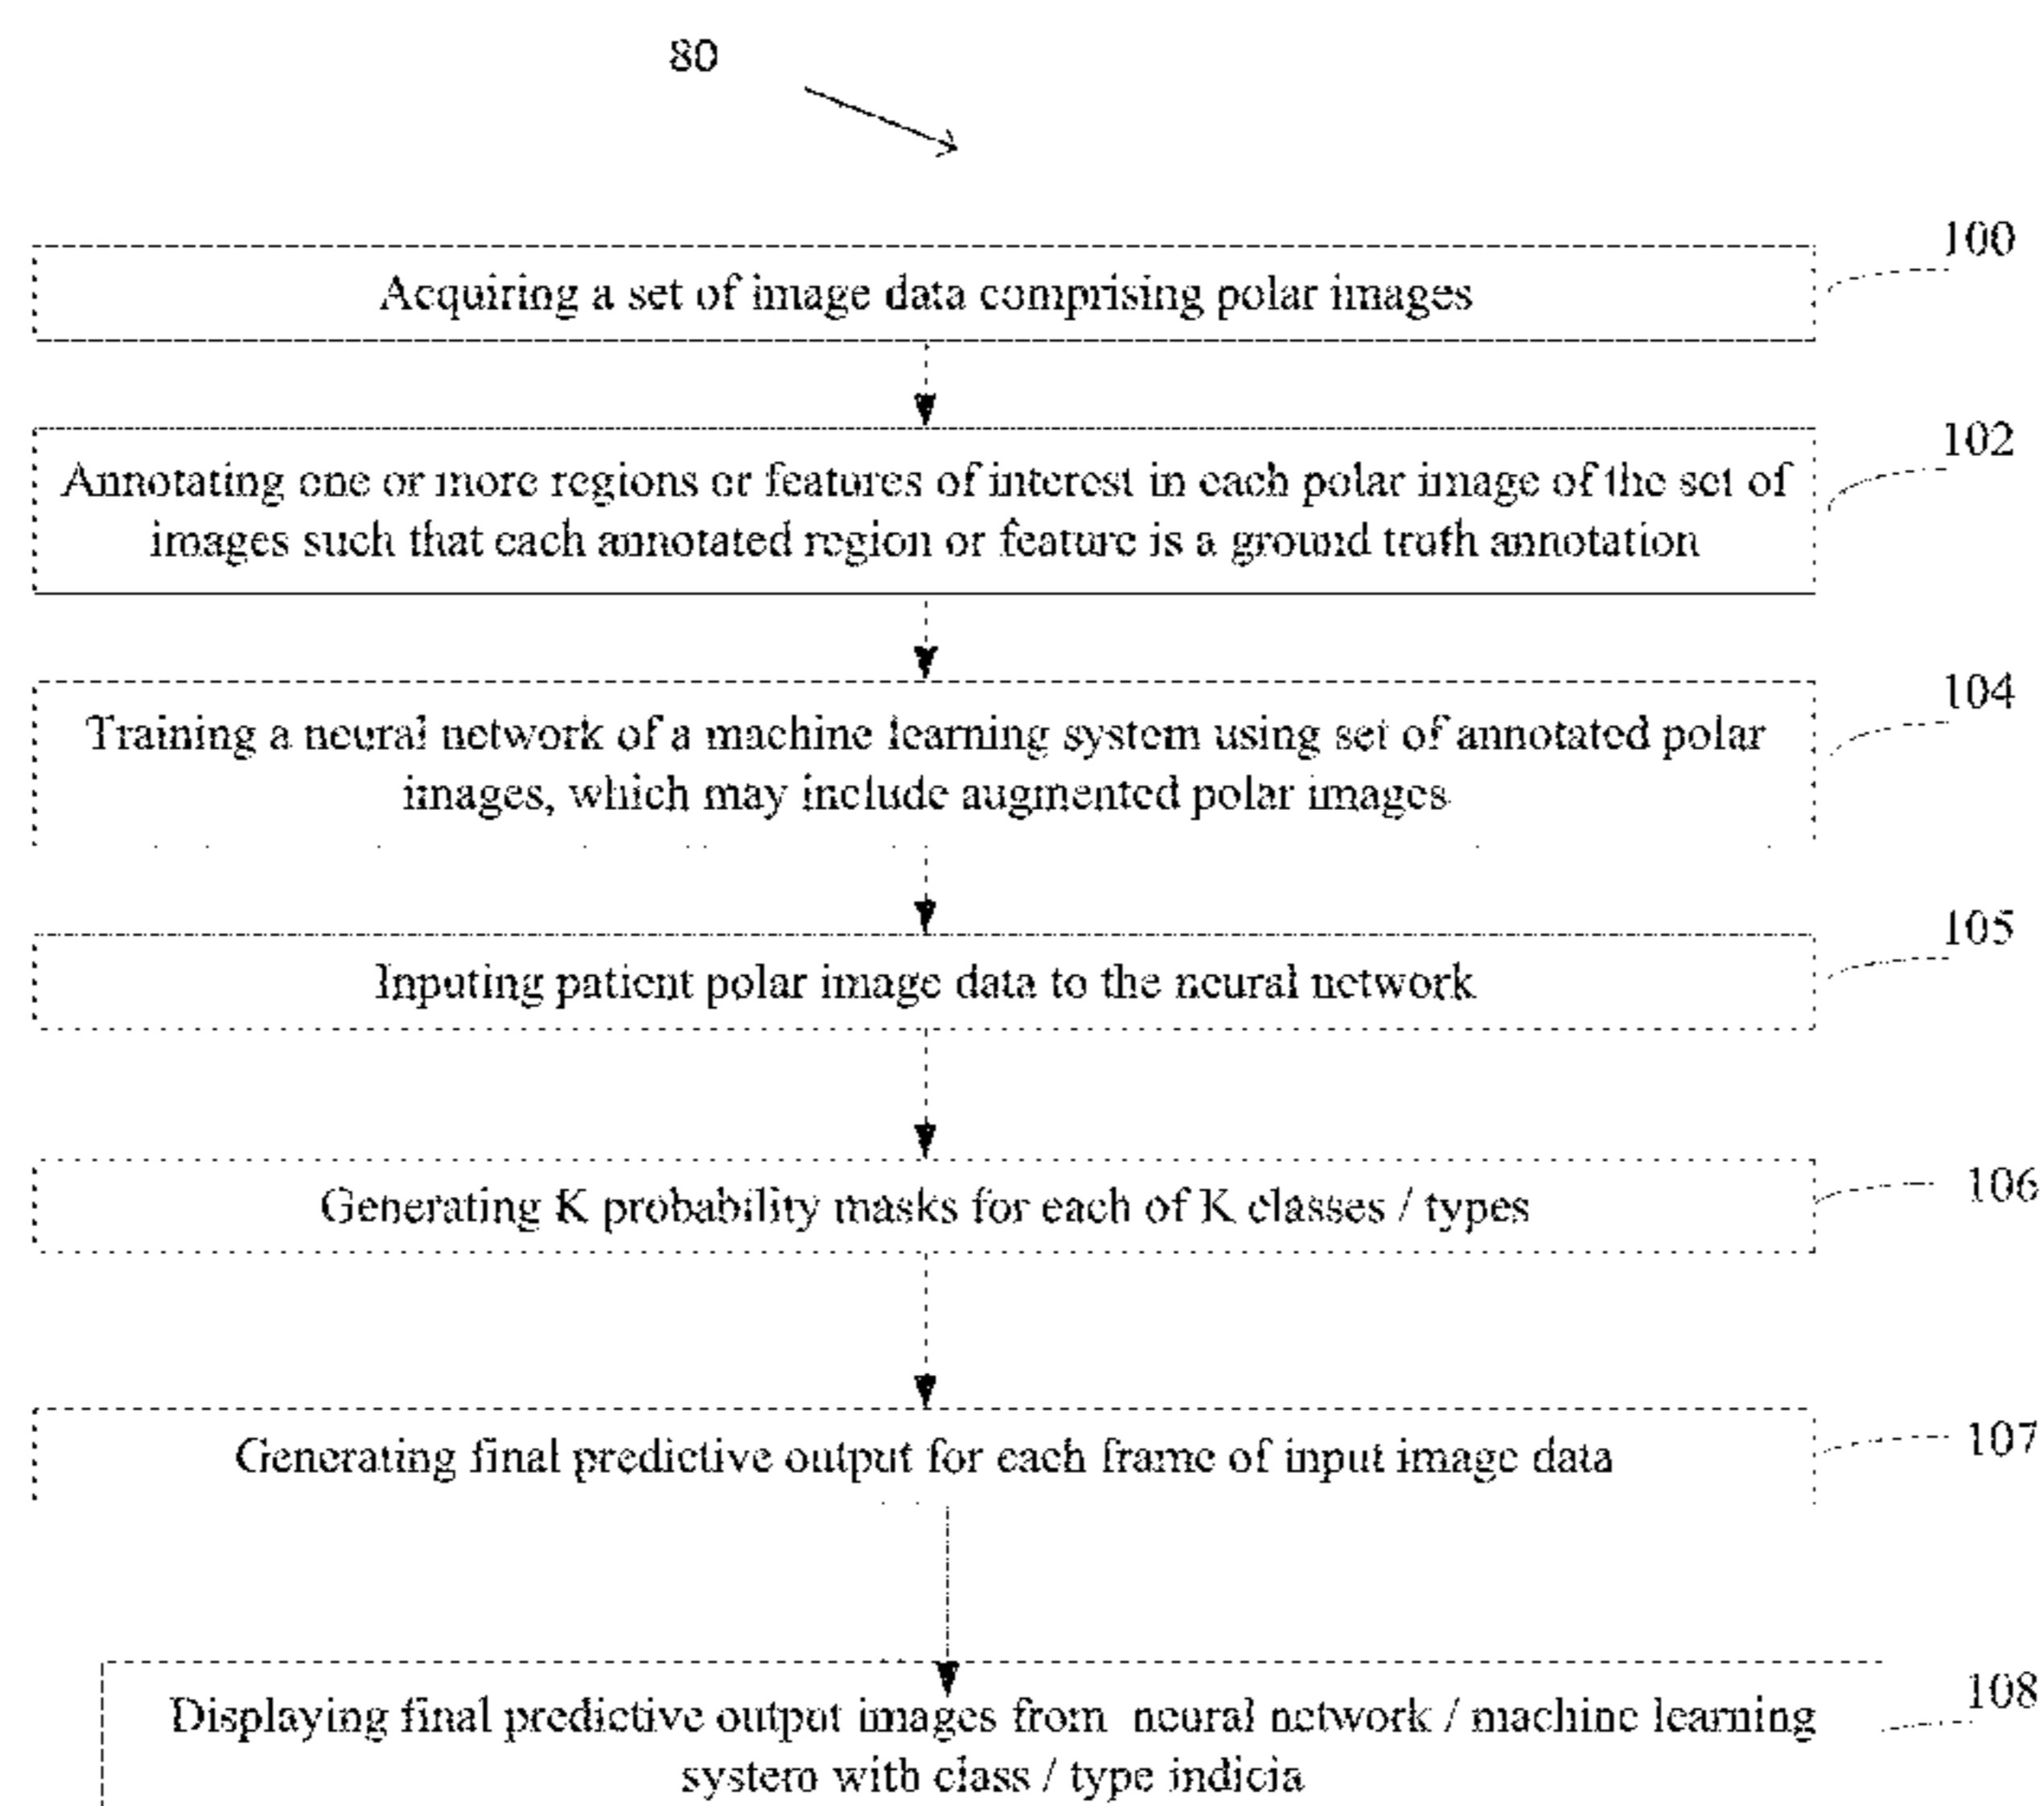 80
Acquiring a set of image data comprising polar images
100
Annotating one or more regions or features of interest in each polar image of the set of
images such that each annotated region or feature is a ground truth annotation
102
Training a neural network of a machine learning system using set of annotated polar
images, which may include augmented polar images
104
Inputing patient polar image data to the neural network
105
Generating K probability masks for each of K classes / types
106
Generating final predictive output for each frame of input image data
107
Displaying final predictive output images from neural network / machine learning
system with class / type indicia
108